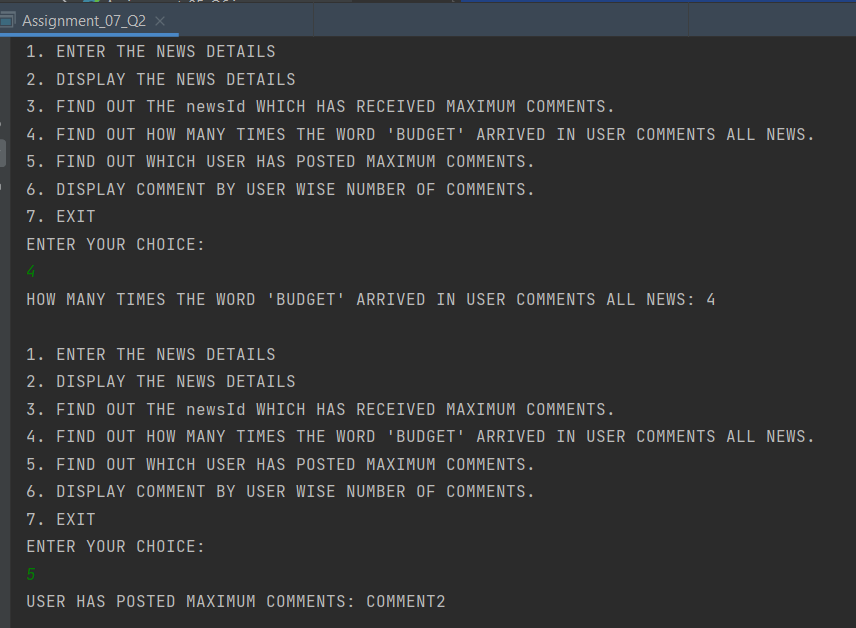 Assignment_07_Q2
1. ENTER THE NEWS DETAILS
2. DISPLAY THE NEWS DETAILS
3. FIND OUT THE newsId WHICH HAS RECEIVED MAXIMUM COMMENTS.
4. FIND OUT HOW MANY TIMES THE WORD 'BUDGET' ARRIVED IN USER COMMENTS ALL NEWS.
5. FIND OUT WHICH USER HAS POSTED MAXIMUM COMMENTS.
6. DISPLAY COMMENT BY USER WISE NUMBER OF COMMENTS.
7. EXIT
ENTER YOUR CHOICE:
4
HOW MANY TIMES THE WORD 'BUDGET' ARRIVED IN USER COMMENTS ALL NEWS: 4
1. ENTER THE NEWS DETAILS
2. DISPLAY THE NEWS DETAILS
3. FIND OUT THE newsId WHICH HAS RECEIVED MAXIMUM COMMENTS.
4. FIND OUT HOW MANY TIMES THE WORD 'BUDGET' ARRIVED IN USER COMMENTS ALL NEWS.
5. FIND OUT WHICH USER HAS POSTED MAXIMUM COMMENTS.
6. DISPLAY COMMENT BY USER WISE NUMBER OF COMMENTS.
7. EXIT
ENTER YOUR CHOICE:
5
USER HAS POSTED MAXIMUM COMMENTS: COMMENT2